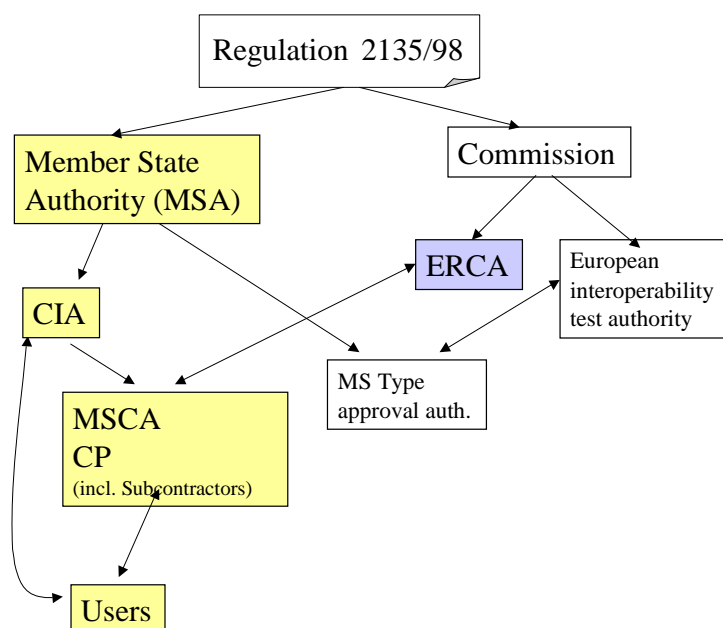 Regulation 2135/98
Member State
Authority (MSA)
Commission
ERCA
European
interoperability
test authority
CIA
MS Type
approval auth.
MSCA
CP
(incl. Subcontractors)
Users